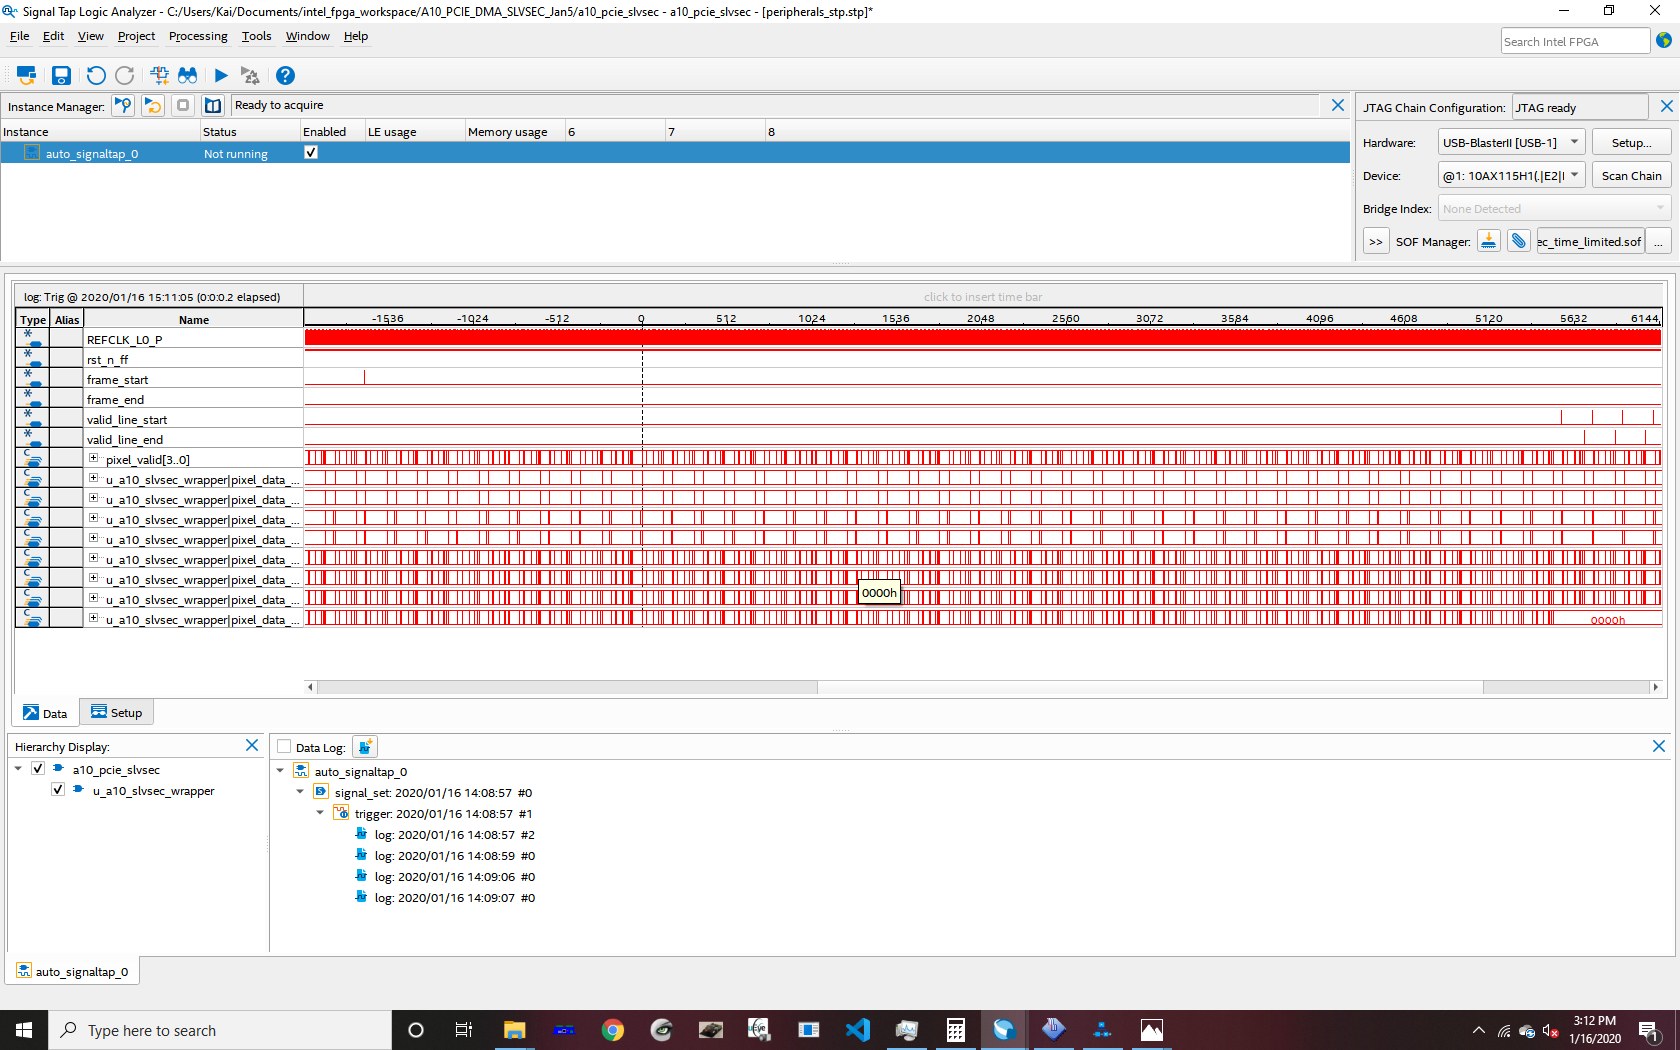 Signal Tap Logic Analyzer - C:/Users/Kai/Documents/intel_fpga_workspace/A10_PCIE_DMA_SLVSEC_Jan5/a10_pcie_slvsec - a10_pcie_slvsec - [peripherals_stp.stp]*
File Edit View Project Processing Tools Window Help
Search Intel FPGA
Instance Manager: Ready to acquire
Instance Status Enabled LE usage Memory usage 6 7 8
auto_signaltap_0 Not running
JTAG Chain Configuration: JTAG ready
Hardware: USB-BlasterII [USB-1] Setup...
Device: @1: 10AX115H1(.|E2|I Scan Chain
Bridge Index: None Detected
>> SOF Manager: ec_time_limited.sof ...
log: Trig @ 2020/01/16 15:11:05 (0:0:0.2 elapsed) click to insert time bar
Type Alias Name -1536 -1024 -512 0 512 1024 1536 2048 2560 3072 3584 4096 4608 5120 5632 6144
REFCLK_L0_P
rst_n_ff
frame_start
frame_end
valid_line_start
valid_line_end
pixel_valid[3..0]
u_a10_slvsec_wrapper|pixel_data_...
u_a10_slvsec_wrapper|pixel_data_...
u_a10_slvsec_wrapper|pixel_data_...
u_a10_slvsec_wrapper|pixel_data_...
u_a10_slvsec_wrapper|pixel_data_...
u_a10_slvsec_wrapper|pixel_data_...
0000h
u_a10_slvsec_wrapper|pixel_data_...
u_a10_slvsec_wrapper|pixel_data_... 0000h
Data Setup
Hierarchy Display:
a10_pcie_slvsec
u_a10_slvsec_wrapper
Data Log:
auto_signaltap_0
signal_set: 2020/01/16 14:08:57 #0
trigger: 2020/01/16 14:08:57 #1
log: 2020/01/16 14:08:57 #2
log: 2020/01/16 14:08:59 #0
log: 2020/01/16 14:09:06 #0
log: 2020/01/16 14:09:07 #0
auto_signaltap_0
Type here to search
3:12 PM
1/16/2020
1